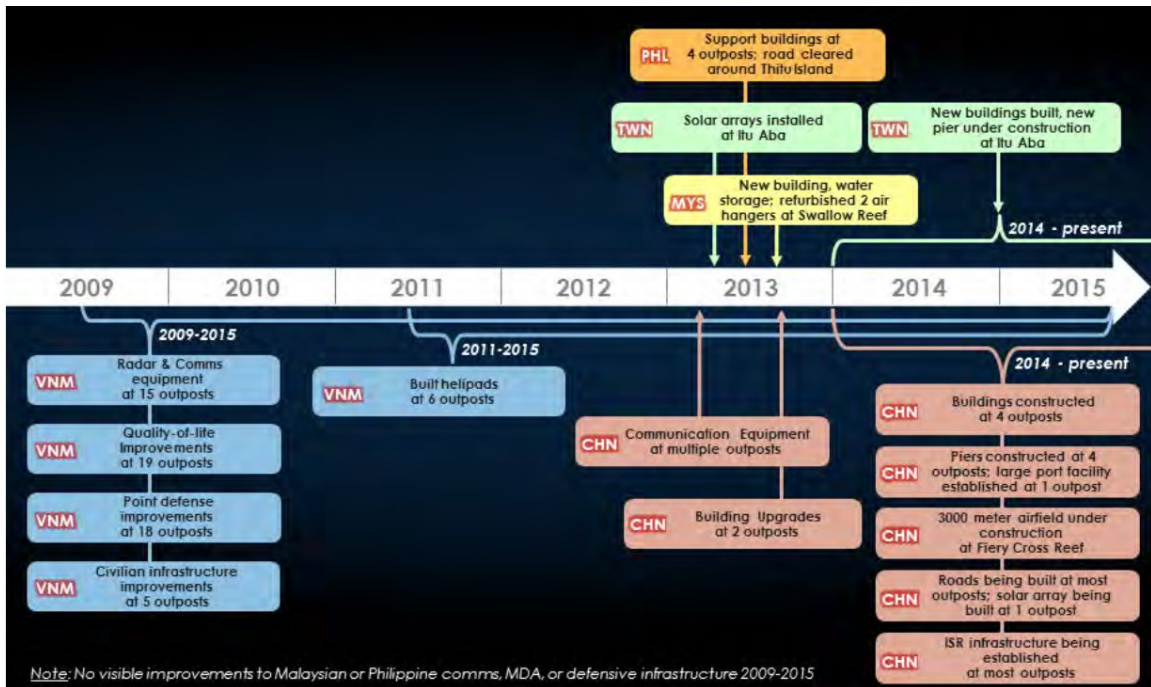 PHL
Support buildings at
4 outposts; road cleared
around Thitu Island
TWN
Solar arrays installed
at Itu Aba
TWN
New buildings built, new
pier under construction
at Itu Aba
MYS
New building, water
storage; refurbished 2 air
hangers at Swallow Reef
2014 - present
2009 2010 2011 2012 2013 2014 2015
2009-2015
VNM
Radar & Comms
equipment
at 15 outposts
VNM
Quality-of-life
Improvements
at 19 outposts
VNM
Point defense
improvements
at 18 outposts
VNM
Civilian infrastructure
improvements
at 5 outposts
2011-2015
VNM
Built helipads
at 6 outposts
CHN
Communication Equipment
at multiple outposts
CHN
Building Upgrades
at 2 outposts
2014 - present
CHN
Buildings constructed
at 4 outposts
CHN
Piers constructed at 4
outposts; large port facility
established at 1 outpost
CHN
3000 meter airfield under
construction
at Fiery Cross Reef
CHN
Roads being built at most
outposts; solar array being
built at 1 outpost
CHN
ISR infrastructure being
established
at most outposts
Note: No visible improvements to Malaysian or Philippine comms, MDA, or defensive infrastructure 2009-2015